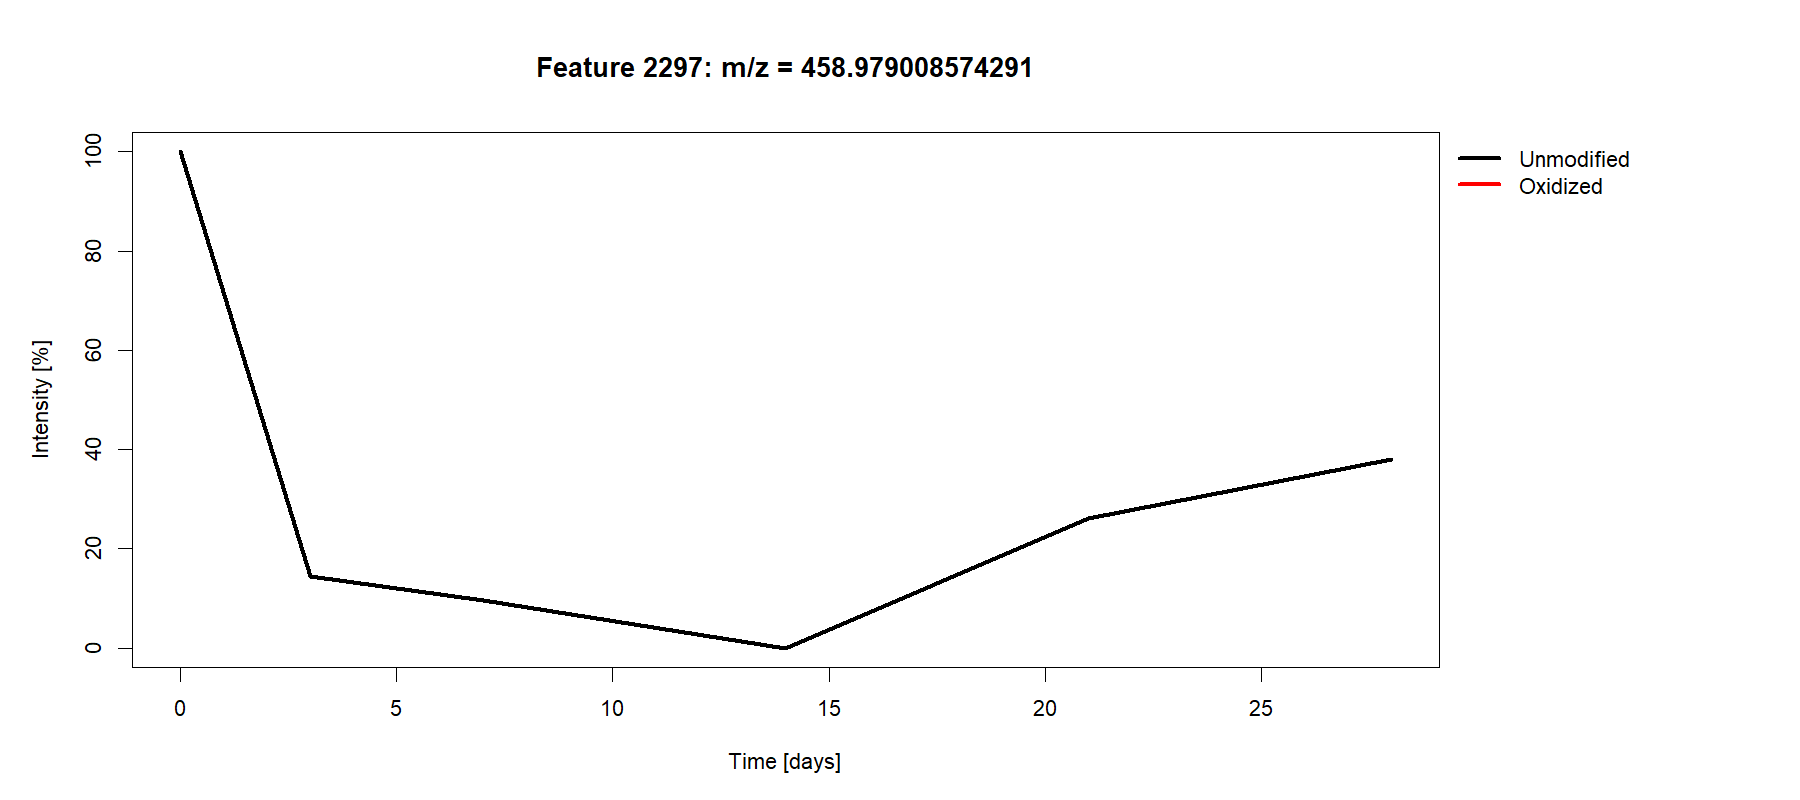 Feature 2297: m/z = 458.979008574291
Unmodified
Oxidized
Intensity [%]
100
80
60
40
20
0
0 5 10 15 20 25
Time [days]